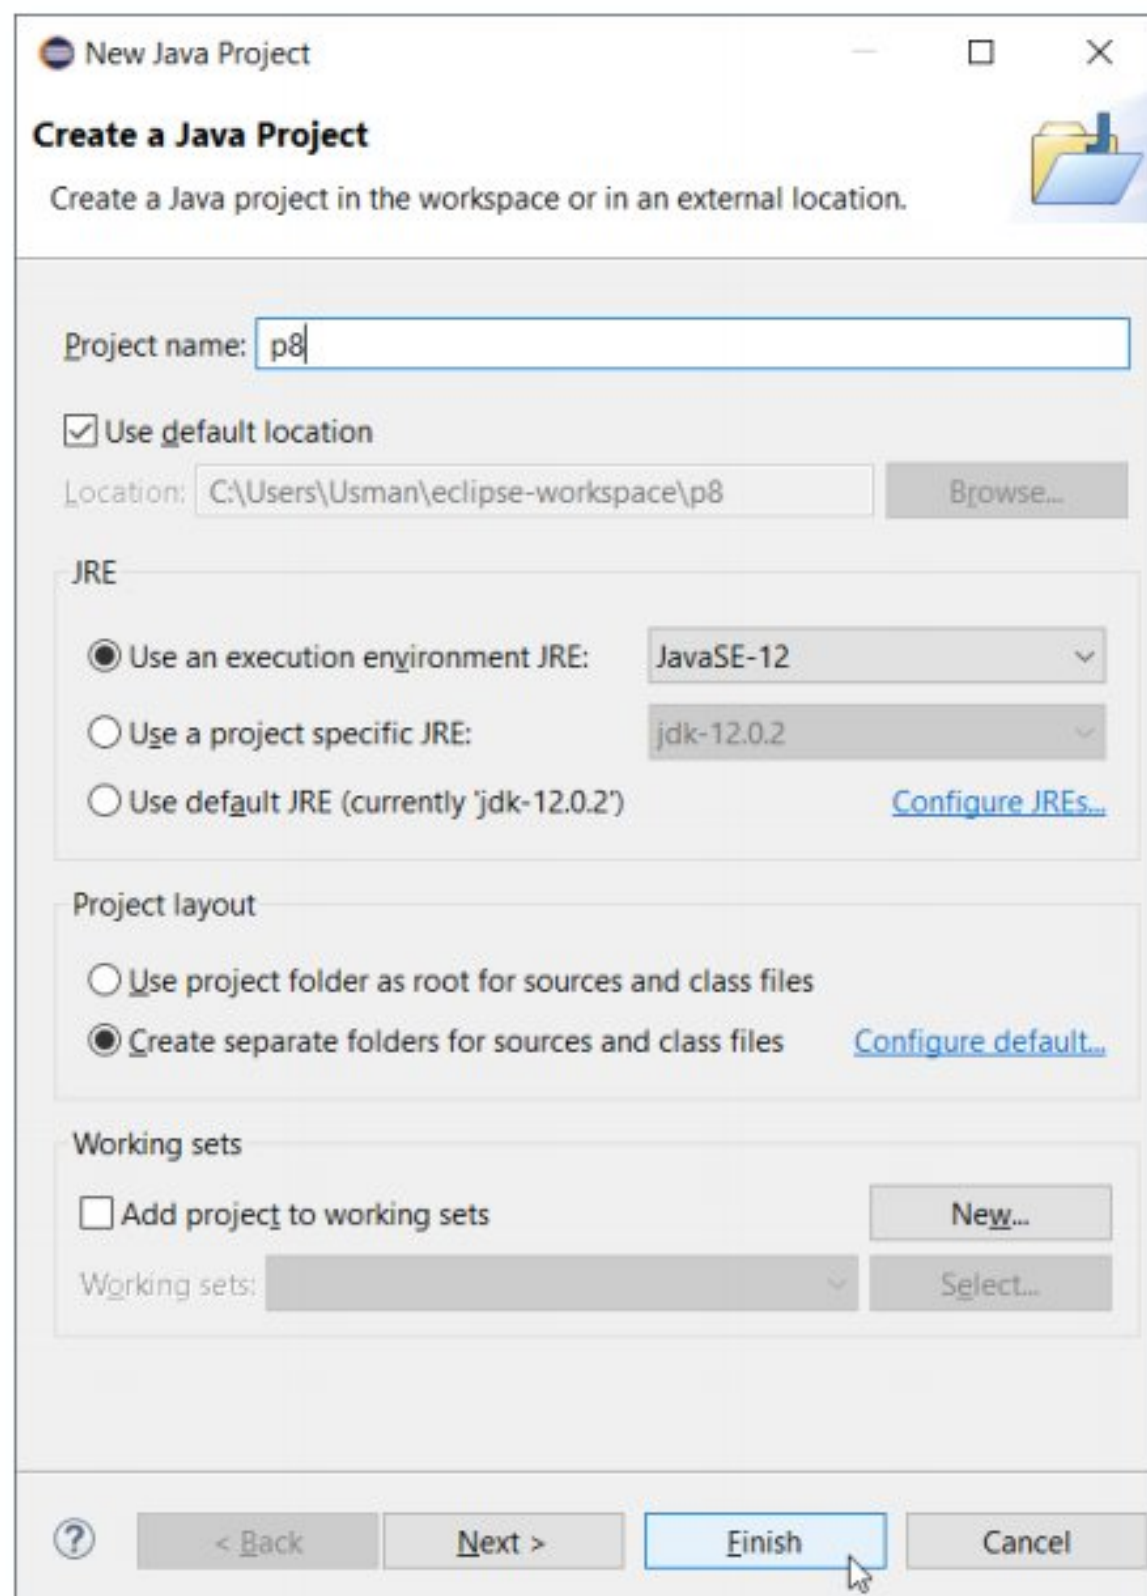 New Java Project
Create a Java Project
Create a Java project in the workspace or in an external location.
Project name: p8
Use default location
Location: C:\Users\Usman\eclipse-workspace\p8 Browse...
JRE
Use an execution environment JRE: JavaSE-12
Use a project specific JRE: jdk-12.0.2
Use default JRE (currently 'jdk-12.0.2') Configure JREs...
Project layout
Use project folder as root for sources and class files
Create separate folders for sources and class files Configure default...
Working sets
Add project to working sets New...
Working sets: Select...
? < Back Next > Finish Cancel